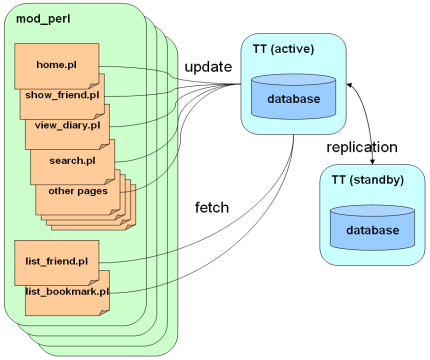 mod_perl
home.pl
show_friend.pl
view_diary.pl
search.pl
other pages
list_friend.pl
list_bookmark.pl
update
fetch
TT (active)
database
replication
TT (standby)
database